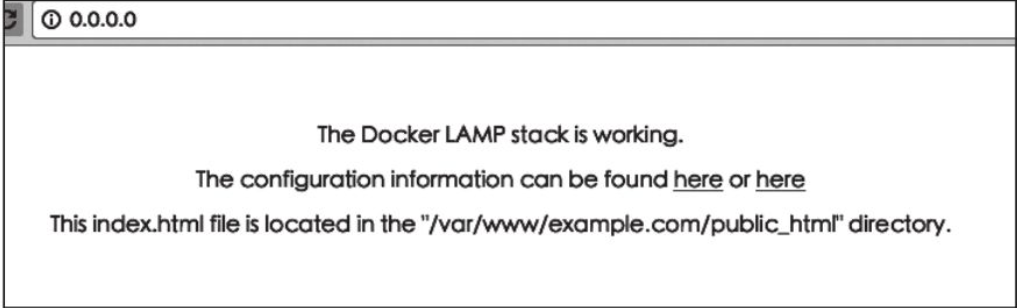 0.0.0.0
The Docker LAMP stack is working.
The configuration information can be found here or here
This index.html file is located in the "/var/www/example.com/public_html" directory.